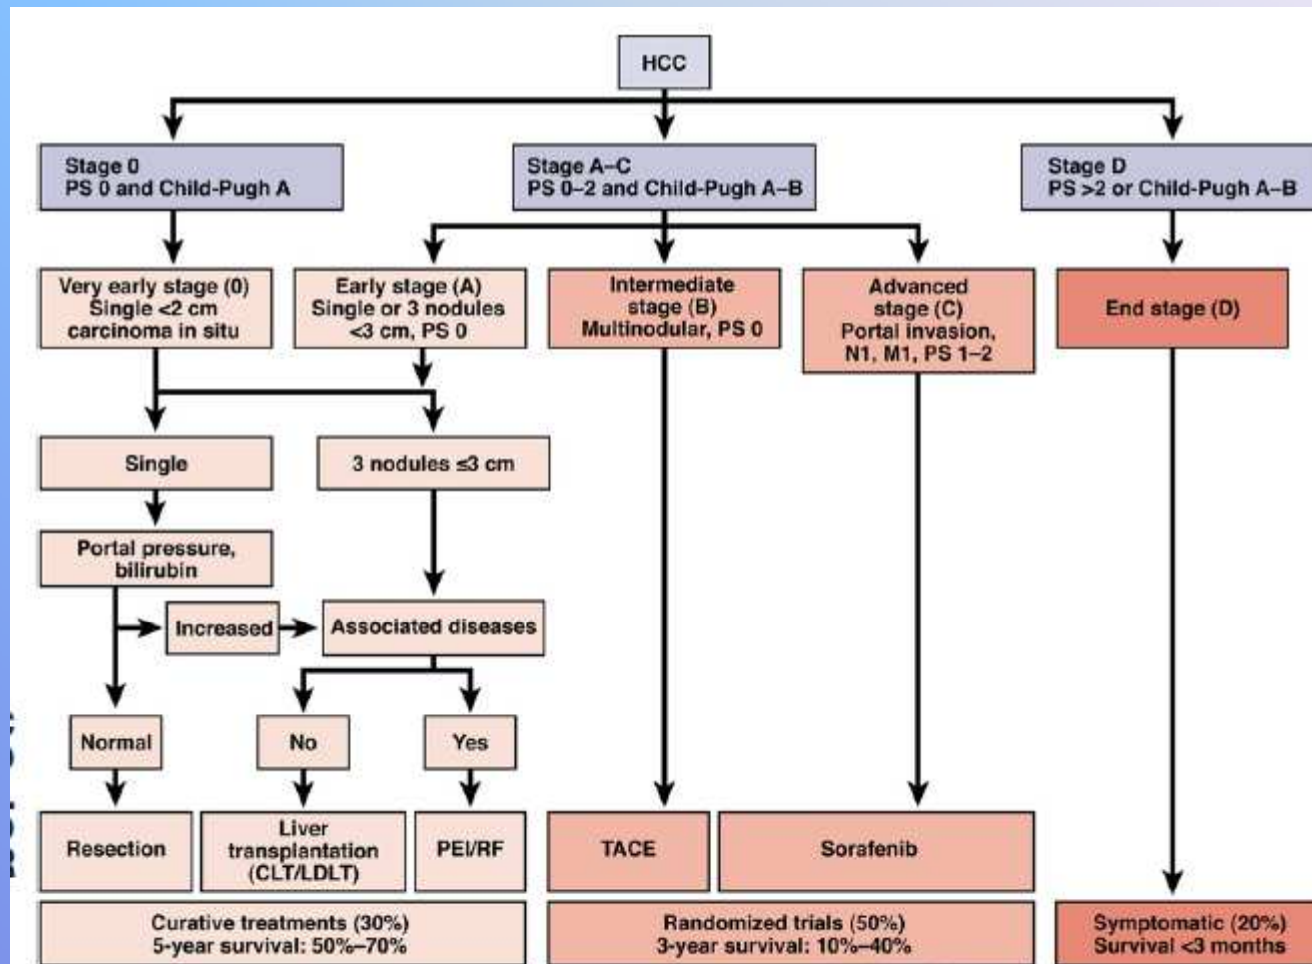 HCC
Stage 0
PS 0 and Child-Pugh A
Stage A–C
PS 0–2 and Child-Pugh A–B
Stage D
PS >2 or Child-Pugh A–B
Very early stage (0)
Single <2 cm
carcinoma in situ
Early stage (A)
Single or 3 nodules
<3 cm, PS 0
Intermediate
stage (B)
Multinodular, PS 0
Advanced
stage (C)
Portal invasion,
N1, M1, PS 1–2
End stage (D)
Single
3 nodules ≤3 cm
Portal pressure,
bilirubin
Increased
Associated diseases
Normal
No
Yes
Resection
Liver
transplantation
(CLT/LDLT)
PEI/RF
TACE
Sorafenib
Curative treatments (30%)
5-year survival: 50%–70%
Randomized trials (50%)
3-year survival: 10%–40%
Symptomatic (20%)
Survival <3 months